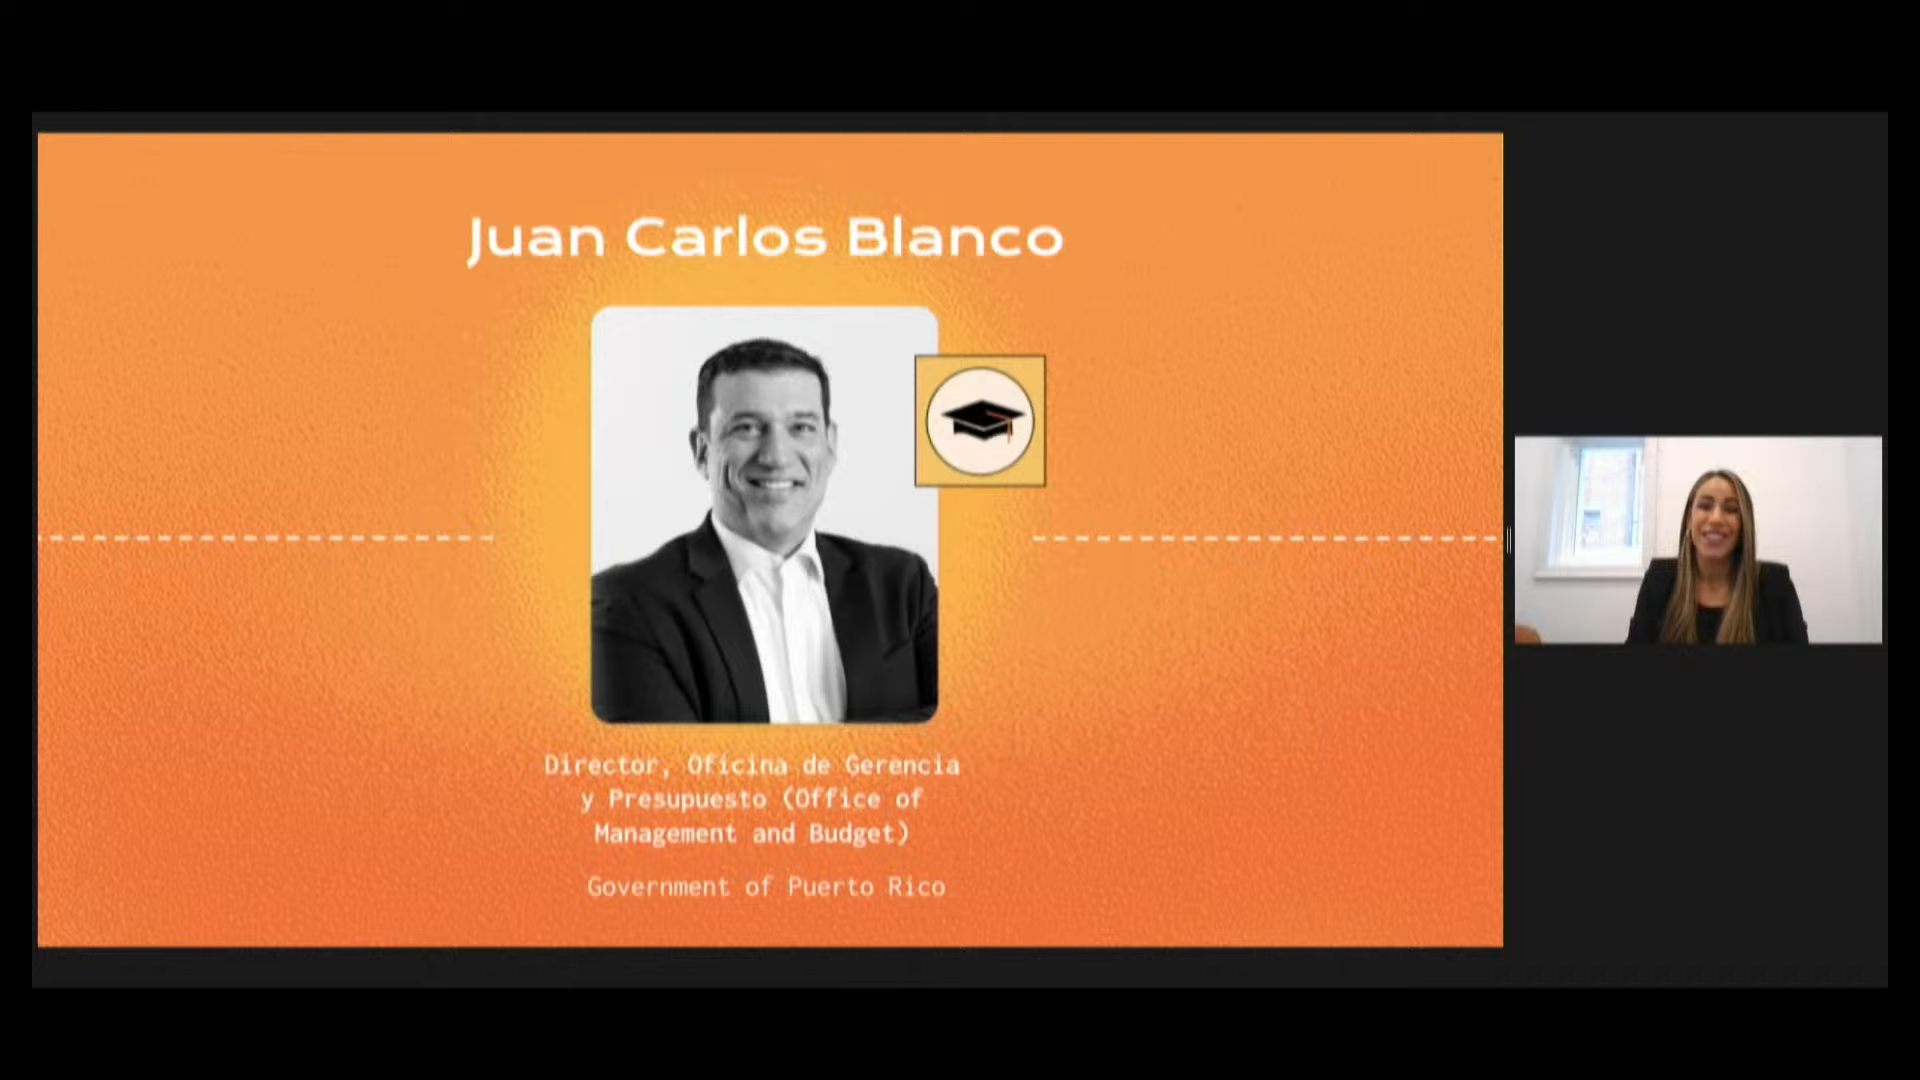 Juan Carlos Blanco
Director, Oficina de Gerencia
y Presupuesto (Office of
Management and Budget)
Government of Puerto Rico